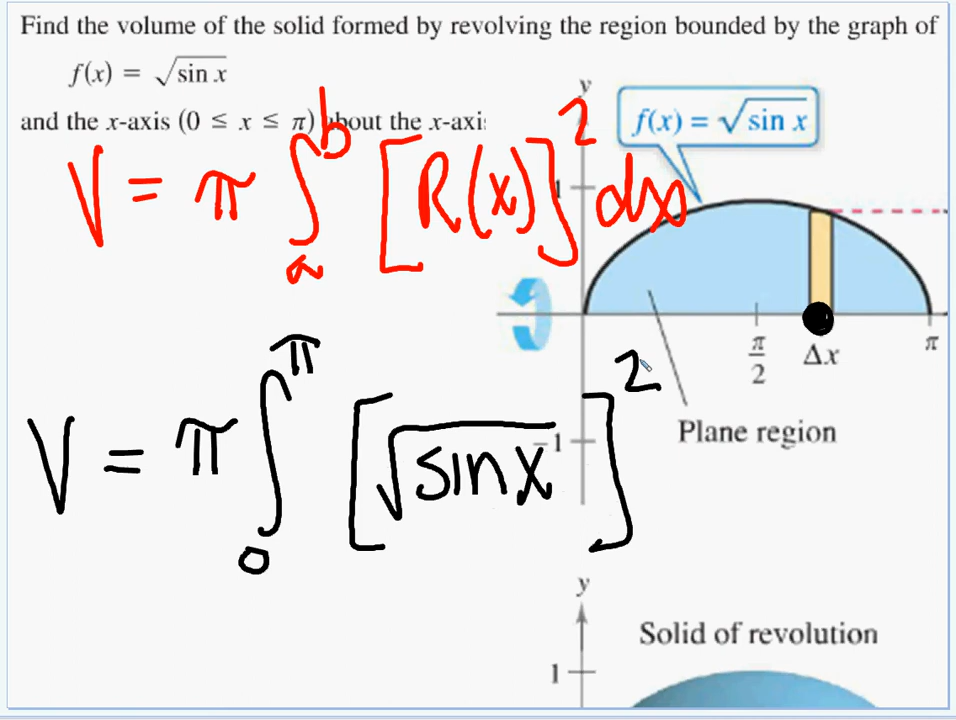 Find the volume of the solid formed by revolving the region bounded by the graph of
f(x) = √sin x
and the x-axis (0 ≤ x ≤ π) about the x-axi
y
f(x) = √sin x
V = π ∫ₐᵇ [R(x)]² dx
1
π/2
Δx
π
V = π ∫₀^π [√sinx]²
−1
Plane region
y
Solid of revolution
1